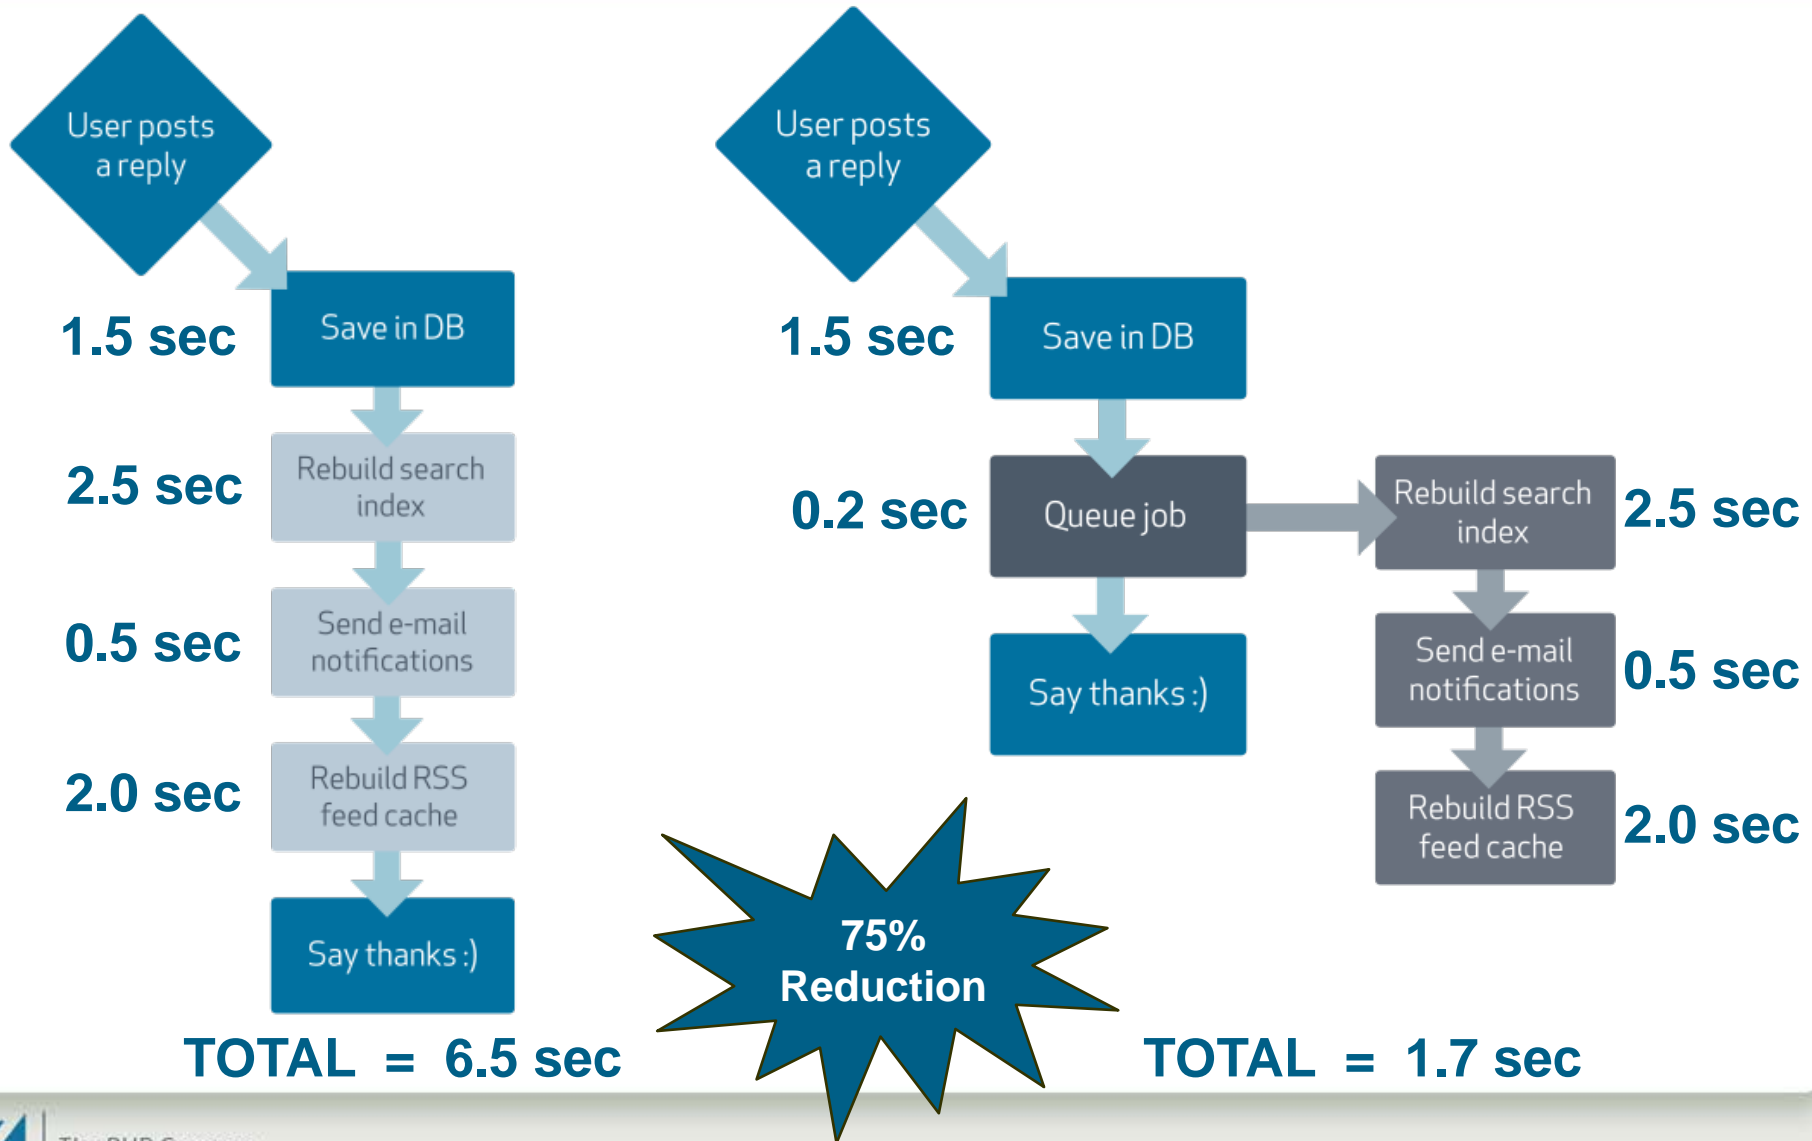 User posts
a reply
1.5 sec
Save in DB
2.5 sec
Rebuild search
index
0.5 sec
Send e-mail
notifications
2.0 sec
Rebuild RSS
feed cache
Say thanks :)
TOTAL = 6.5 sec
User posts
a reply
1.5 sec
Save in DB
0.2 sec
Queue job
Say thanks :)
Rebuild search
index
2.5 sec
Send e-mail
notifications
0.5 sec
Rebuild RSS
feed cache
2.0 sec
75%
Reduction
TOTAL = 1.7 sec